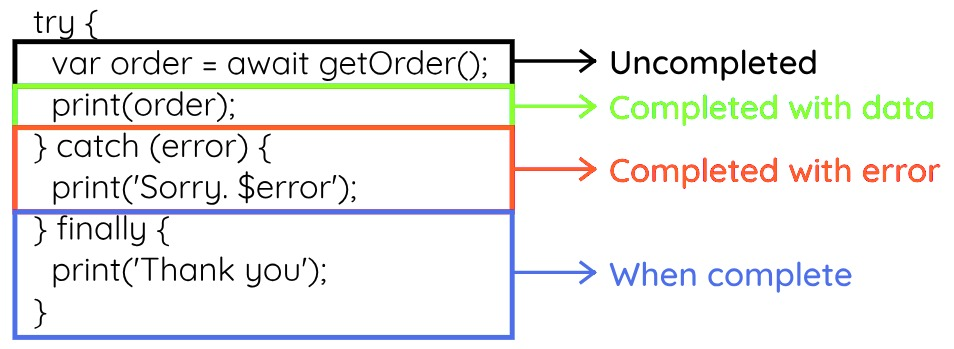 try {
var order = await getOrder();
print(order);
} catch (error) {
print('Sorry. $error');
} finally {
print('Thank you');
}
Uncompleted
Completed with data
Completed with error
When complete